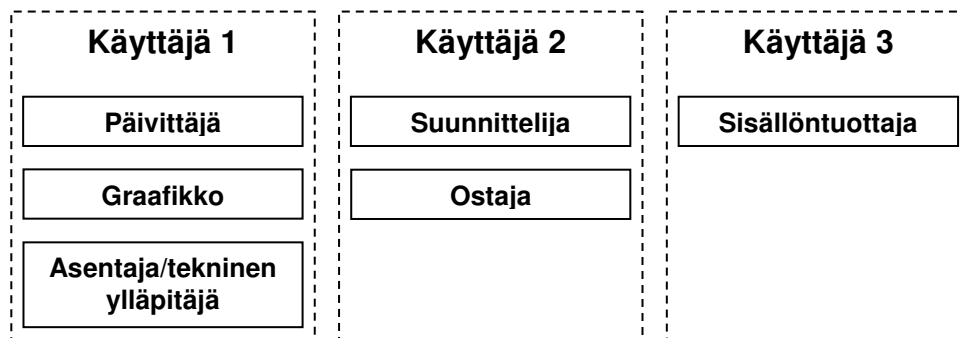 Käyttäjä 1
Päivittäjä
Graafikko
Asentaja/tekninen
ylläpitäjä
Käyttäjä 2
Suunnittelija
Ostaja
Käyttäjä 3
Sisällöntuottaja